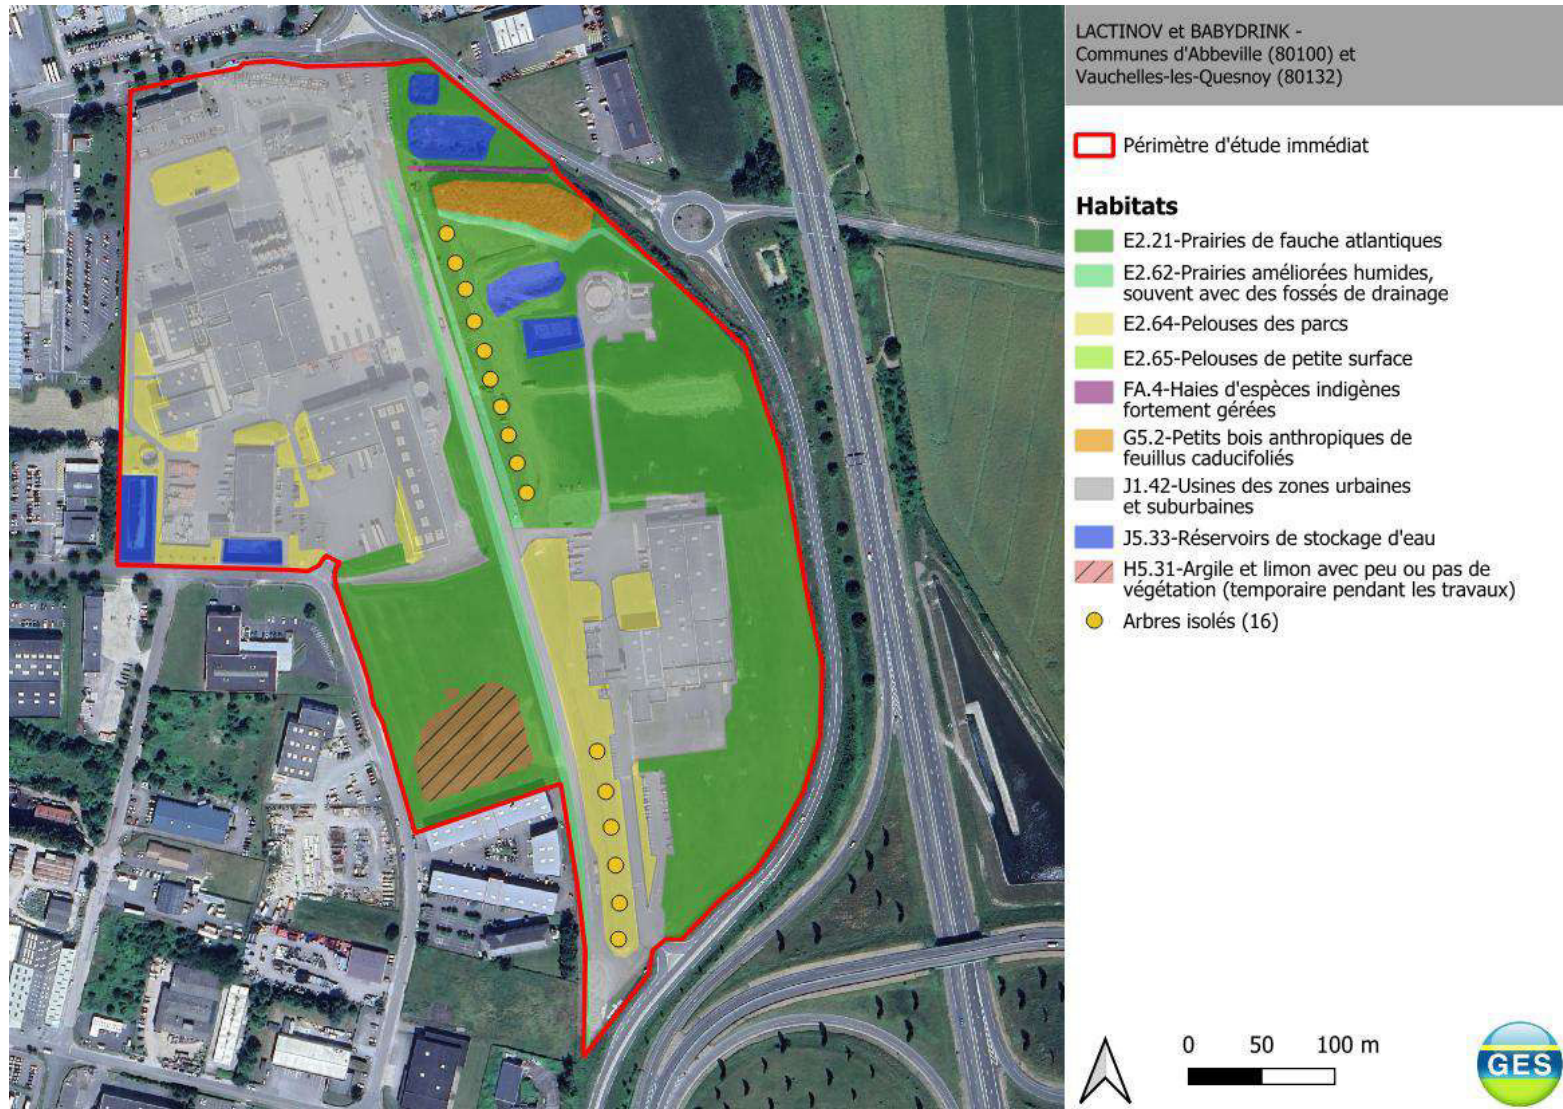 LACTINOV et BABYDRINK -
Communes d'Abbeville (80100) et
Vauchelles-les-Quesnoy (80132)
Périmètre d'étude immédiat
Habitats
E2.21-Prairies de fauche atlantiques
E2.62-Prairies améliorées humides,
souvent avec des fossés de drainage
E2.64-Pelouses des parcs
E2.65-Pelouses de petite surface
FA.4-Haies d'espèces indigènes
fortement gérées
G5.2-Petits bois anthropiques de
feuillus caducifoliés
J1.42-Usines des zones urbaines
et suburbaines
J5.33-Réservoirs de stockage d'eau
H5.31-Argile et limon avec peu ou pas de
végétation (temporaire pendant les travaux)
Arbres isolés (16)
0 50 100 m
GES